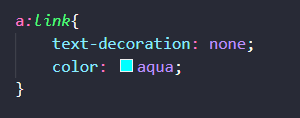 a:link{
    text-decoration: none;
    color: aqua;
}